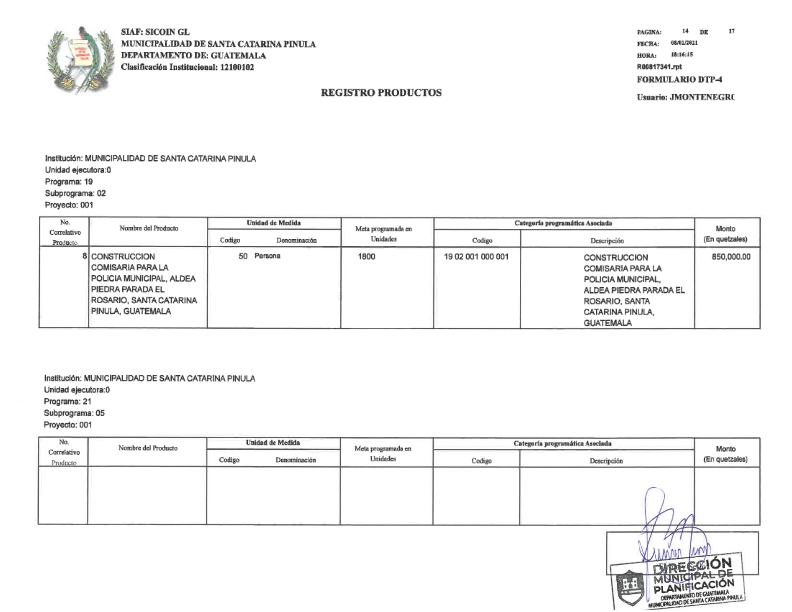 SIAF: SICOIN GL
MUNICIPALIDAD DE SANTA CATARINA PINULA
DEPARTAMENTO DE: GUATEMALA
Clasificación Institucional: 12100102
PAGINA: 14 DE 17
FECHA: 08/01/2021
HORA: 18:16:15
R00817341.rpt
FORMULARIO DTP-4
Usuario: JMONTENEGRO
REGISTRO PRODUCTOS
Institución: MUNICIPALIDAD DE SANTA CATARINA PINULA
Unidad ejecutora:0
Programa: 19
Subprograma: 02
Proyecto: 001
No. Correlativo Producto
Nombre del Producto
Unidad de Medida
Codigo Denominación
Meta programada en Unidades
Categoría programática Asociada
Codigo Descripción
Monto (En quetzales)
8
CONSTRUCCION
COMISARIA PARA LA
POLICIA MUNICIPAL, ALDEA
PIEDRA PARADA EL
ROSARIO, SANTA CATARINA
PINULA, GUATEMALA
50 Persona
1800
19 02 001 000 001
CONSTRUCCION
COMISARIA PARA LA
POLICIA MUNICIPAL,
ALDEA PIEDRA PARADA EL
ROSARIO, SANTA
CATARINA PINULA,
GUATEMALA
850,000.00
Institución: MUNICIPALIDAD DE SANTA CATARINA PINULA
Unidad ejecutora:0
Programa: 21
Subprograma: 05
Proyecto: 001
No. Correlativo Producto
Nombre del Producto
Unidad de Medida
Codigo Denominación
Meta programada en Unidades
Categoría programática Asociada
Codigo Descripción
Monto (En quetzales)
DIRECCIÓN
MUNICIPAL DE
PLANIFICACIÓN
DEPARTAMENTO DE GUATEMALA
MUNICIPALIDAD DE SANTA CATARINA PINULA